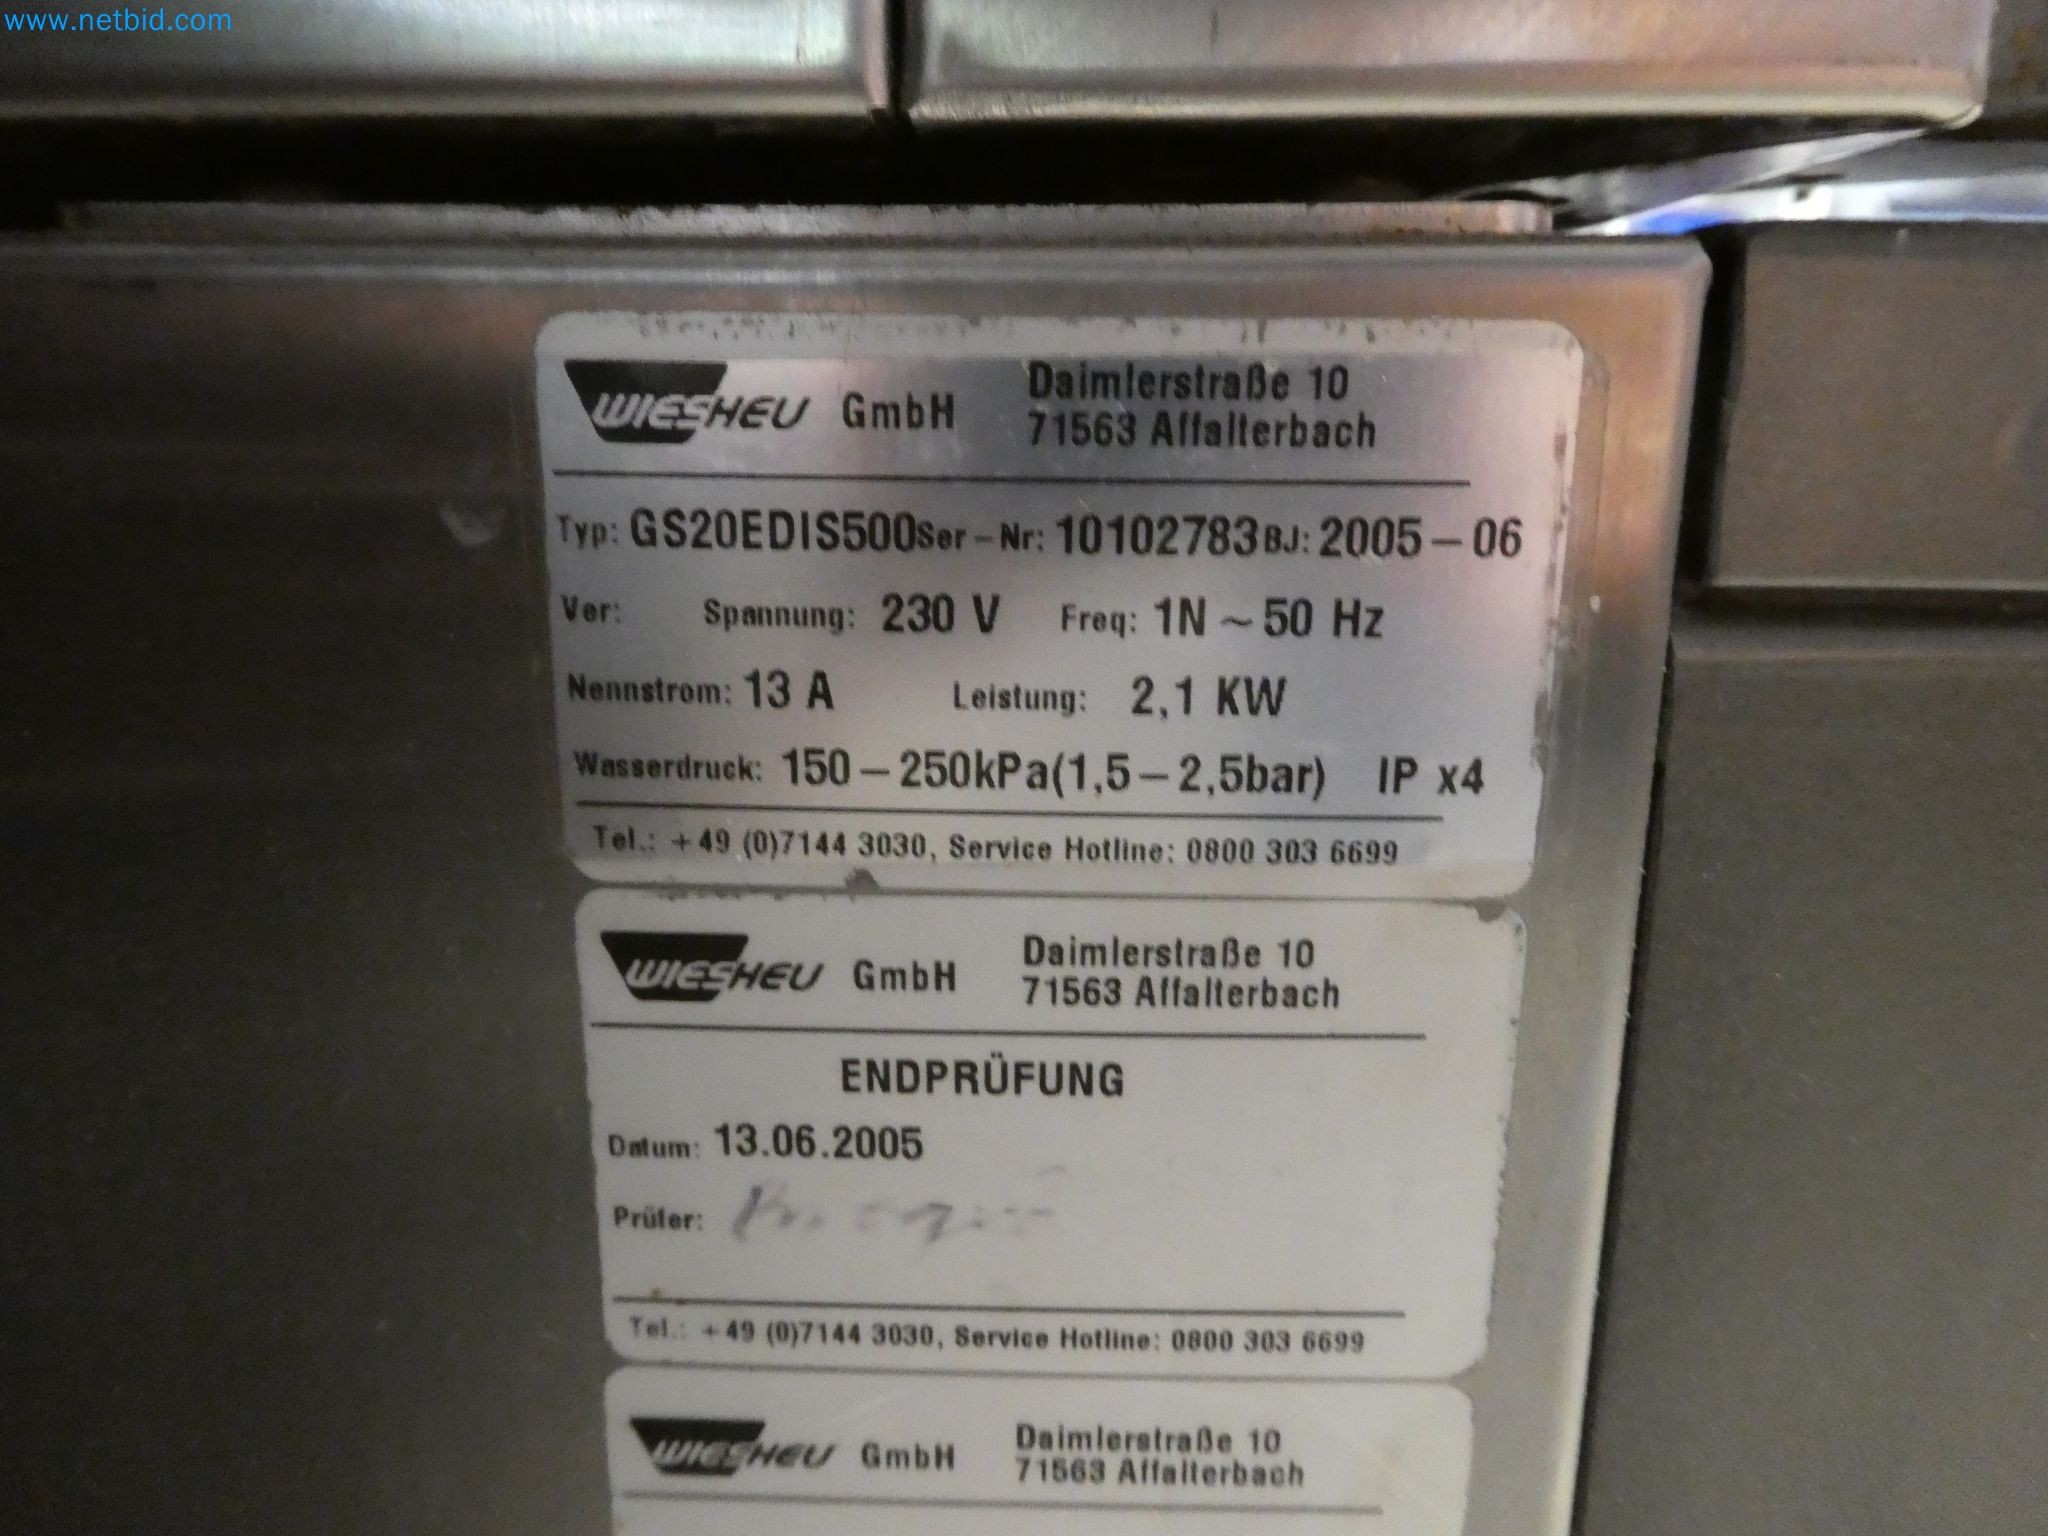 www.netbid.com
WIESHEU GmbH Daimlerstraße 10
71563 Affalterbach
Typ: GS20EDIS500 Ser-Nr: 10102783 BJ: 2005-06
Ver: Spannung: 230 V Freq: 1N ~ 50 Hz
Nennstrom: 13 A Leistung: 2,1 KW
Wasserdruck: 150-250kPa(1,5-2,5bar) IP x4
Tel.: +49 (0)7144 3030, Service Hotline: 0800 303 6699
WIESHEU GmbH Daimlerstraße 10
71563 Affalterbach
ENDPRÜFUNG
Datum: 13.06.2005
Prüfer:
Tel.: +49 (0)7144 3030, Service Hotline: 0800 303 6699
WIESHEU GmbH Daimlerstraße 10
71563 Affalterbach